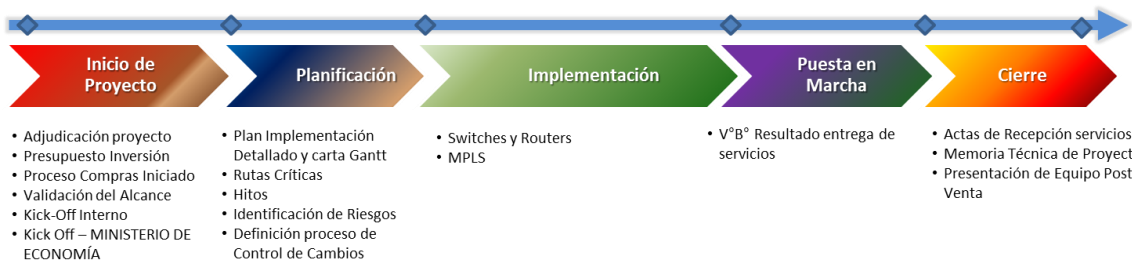 Inicio de
Proyecto
Planificación
Implementación
Puesta en
Marcha
Cierre
• Adjudicación proyecto
• Presupuesto Inversión
• Proceso Compras Iniciado
• Validación del Alcance
• Kick-Off Interno
• Kick Off – MINISTERIO DE
ECONOMÍA
• Plan Implementación
Detallado y carta Gantt
• Rutas Críticas
• Hitos
• Identificación de Riesgos
• Definición proceso de
Control de Cambios
• Switches y Routers
• MPLS
• V°B° Resultado entrega de
servicios
• Actas de Recepción servicios
• Memoria Técnica de Proyect
• Presentación de Equipo Post
Venta